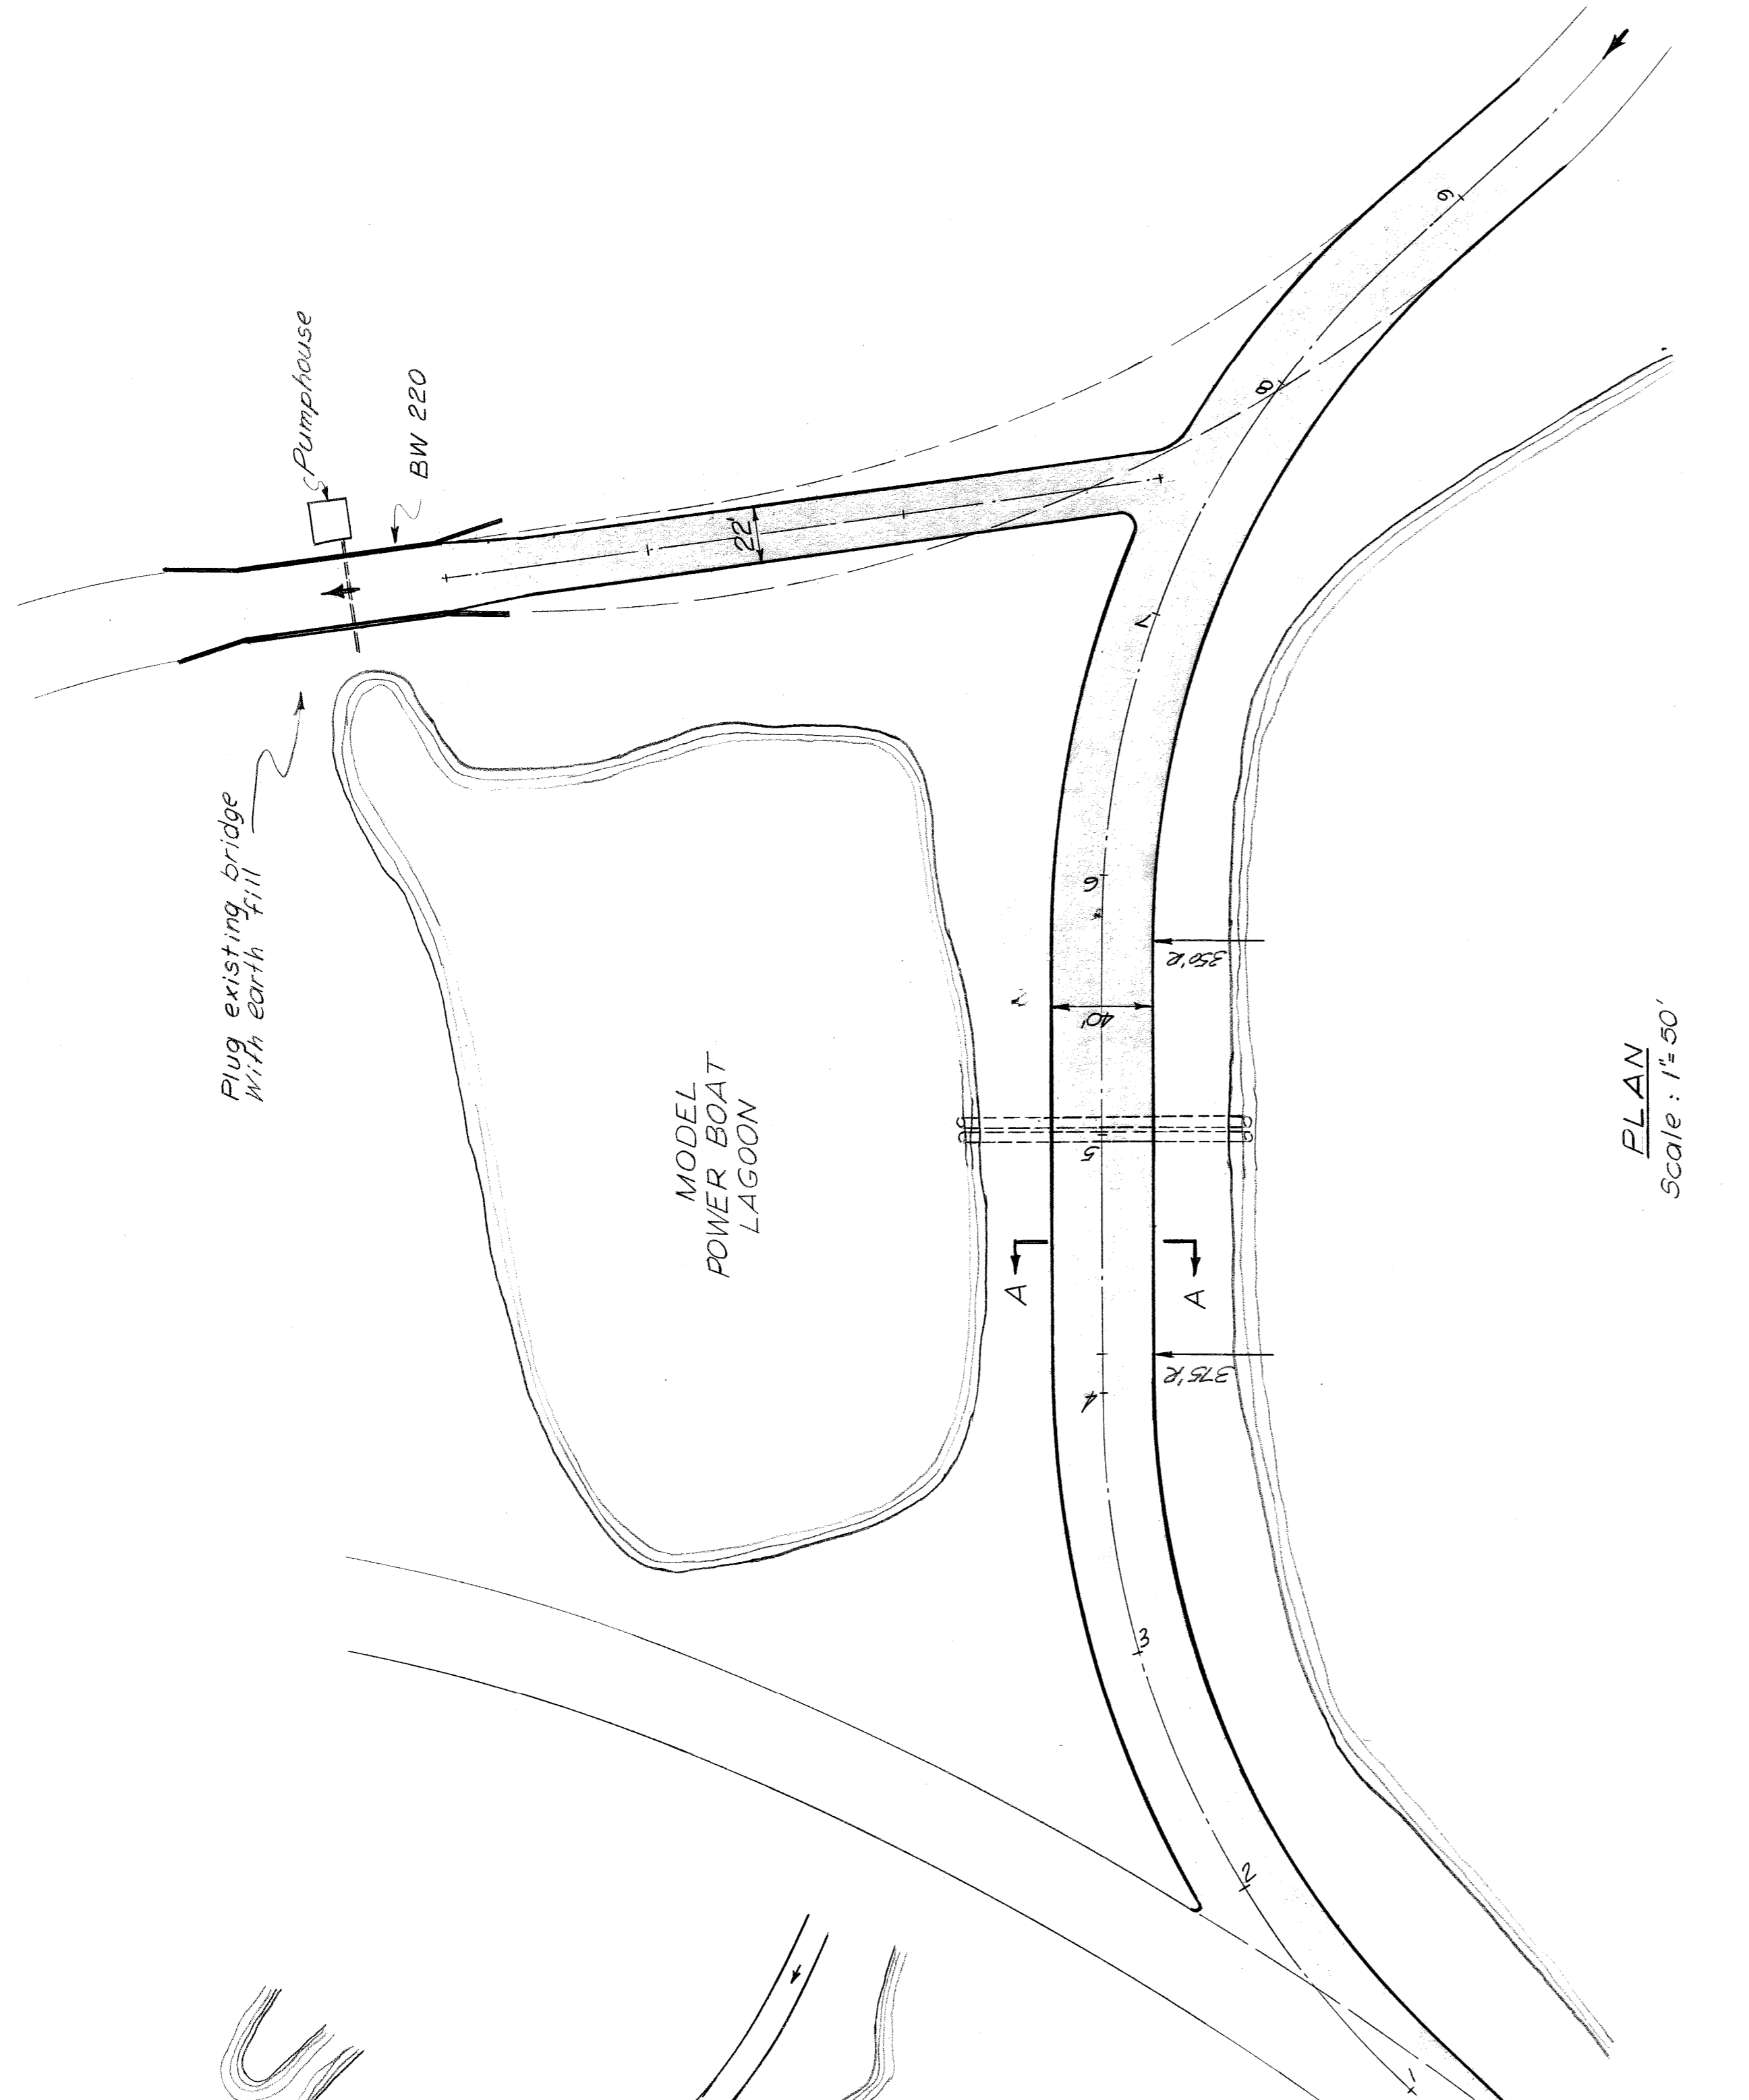 Pumphouse
BW 220
Plug existing bridge
With earth fill
22'
MODEL
POWER BOAT
LAGOON
9
8
7
6
350'R
40'
5
A
A
375'R
4
3
2
1
PLAN
Scale : 1"= 50'